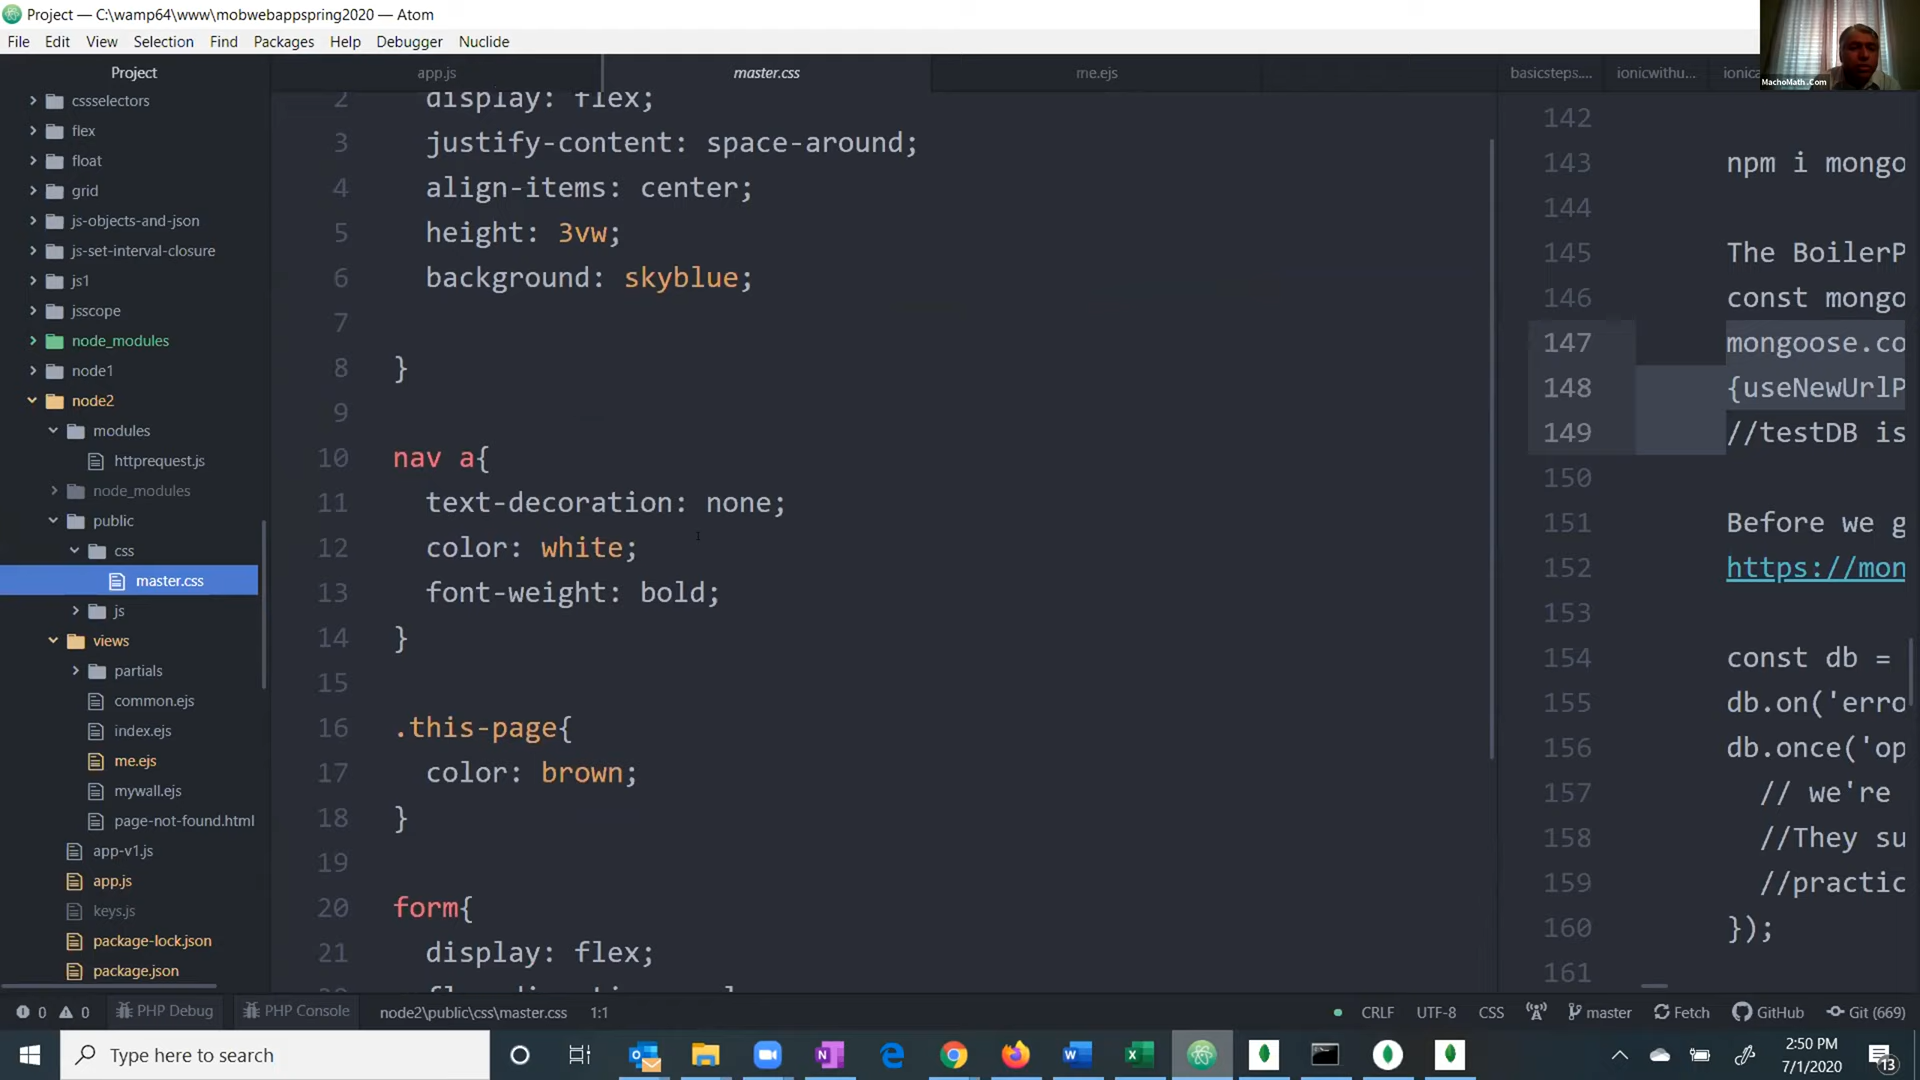 Project — C:\wamp64\www\mobwebappspring2020 — Atom
File Edit View Selection Find Packages Help Debugger Nuclide
MachoMath.Com
Project
app.js
master.css
me.ejs
basicsteps....
ionicwithu...
cssselectors
flex
float
grid
js-objects-and-json
js-set-interval-closure
js1
jsscope
node_modules
node1
node2
modules
httprequest.js
node_modules
public
css
master.css
js
views
partials
common.ejs
index.ejs
me.ejs
mywall.ejs
page-not-found.html
app-v1.js
app.js
keys.js
package-lock.json
package.json
2 display: flex;
3 justify-content: space-around;
4 align-items: center;
5 height: 3vw;
6 background: skyblue;
7
8 }
9
10 nav a{
11 text-decoration: none;
12 color: white;
13 font-weight: bold;
14 }
15
16 .this-page{
17 color: brown;
18 }
19
20 form{
21 display: flex;
142
143 npm i mongo
144
145 The BoilerP
146 const mongo
147 mongoose.co
148 {useNewUrlP
149 //testDB is
150
151 Before we g
152 https://mon
153
154 const db =
155 db.on('erro
156 db.once('op
157 // we're
158 //They su
159 //practic
160 });
161
0 0 PHP Debug PHP Console node2\public\css\master.css 1:1 CRLF UTF-8 CSS master Fetch GitHub Git (669)
Type here to search
2:50 PM
7/1/2020
13